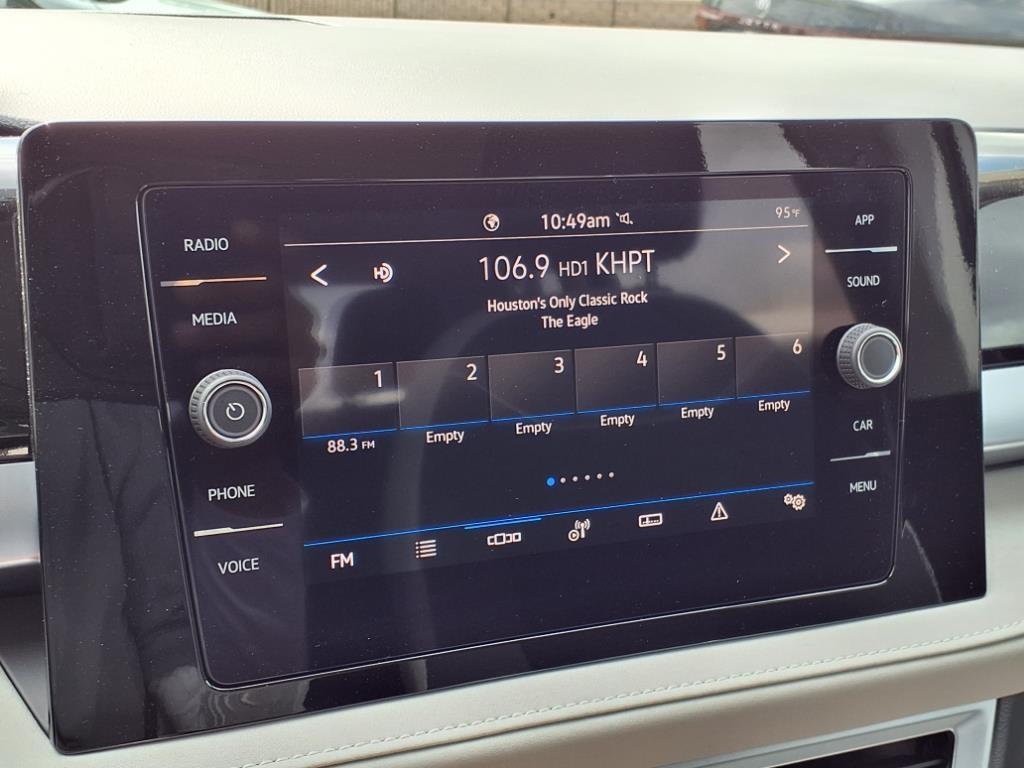 10:49am 95°F
RADIO
MEDIA
PHONE
VOICE
HD 106.9 HD1 KHPT
Houston's Only Classic Rock
The Eagle
1 2 3 4 5 6
88.3 FM Empty Empty Empty Empty Empty
FM
APP
SOUND
CAR
MENU